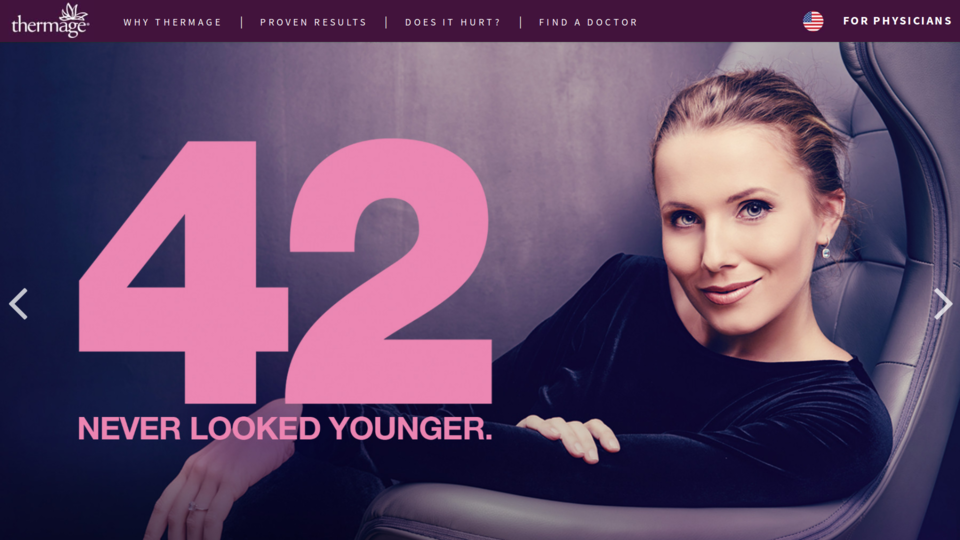 thermage®
WHY THERMAGE | PROVEN RESULTS | DOES IT HURT? | FIND A DOCTOR
FOR PHYSICIANS
42
NEVER LOOKED YOUNGER.